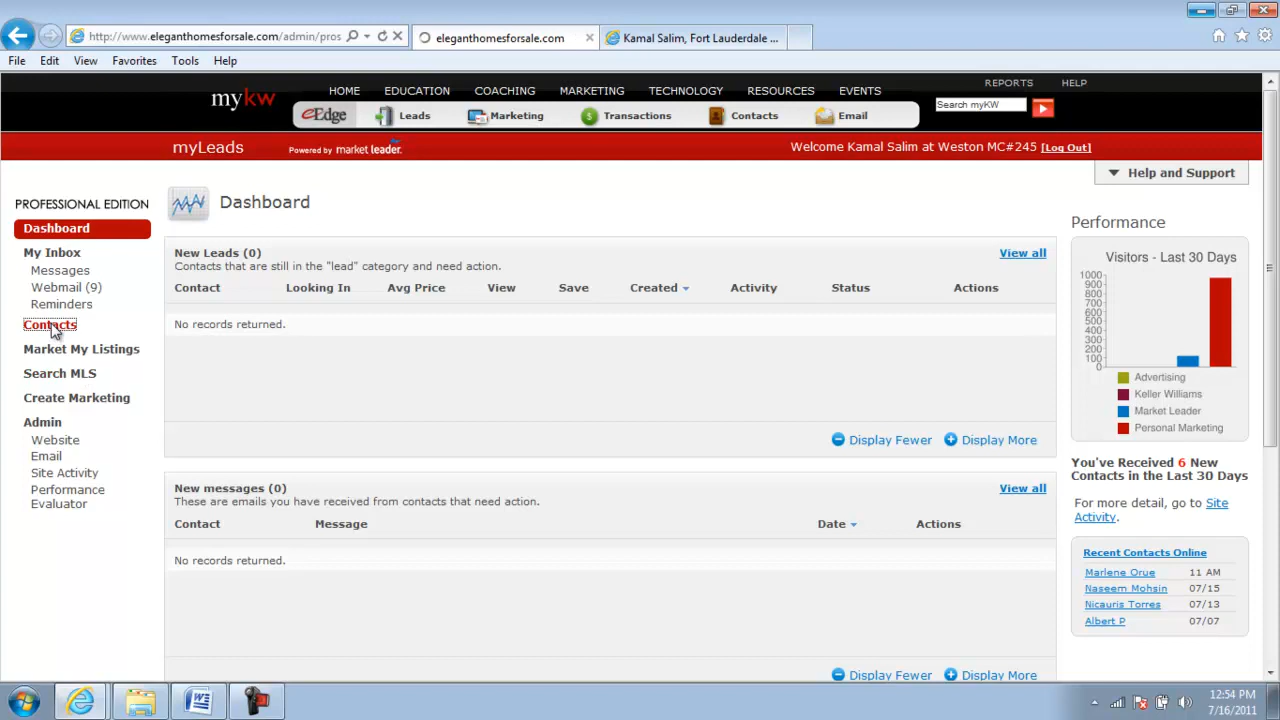 http://www.eleganthomesforsale.com/admin/pros
eleganthomesforsale.com
Kamal Salim, Fort Lauderdale ...
File Edit View Favorites Tools Help
REPORTS HELP
mykw
HOME EDUCATION COACHING MARKETING TECHNOLOGY RESOURCES EVENTS
Search myKW
eEdge Leads Marketing Transactions Contacts Email
myLeads Powered by market leader. Welcome Kamal Salim at Weston MC#245 [Log Out]
Help and Support
PROFESSIONAL EDITION
Dashboard
My Inbox
Messages
Webmail (9)
Reminders
Contacts
Market My Listings
Search MLS
Create Marketing
Admin
Website
Email
Site Activity
Performance
Evaluator
Dashboard
New Leads (0) View all
Contacts that are still in the "lead" category and need action.
Contact Looking In Avg Price View Save Created Activity Status Actions
No records returned.
Display Fewer Display More
New messages (0) View all
These are emails you have received from contacts that need action.
Contact Message Date Actions
No records returned.
Display Fewer Display More
Performance
Visitors - Last 30 Days
1000
900
800
700
600
500
400
300
200
100
0
Advertising
Keller Williams
Market Leader
Personal Marketing
You've Received 6 New
Contacts in the Last 30 Days
For more detail, go to Site
Activity.
Recent Contacts Online
Marlene Orue 11 AM
Naseem Mohsin 07/15
Nicauris Torres 07/13
Albert P 07/07
12:54 PM
7/16/2011